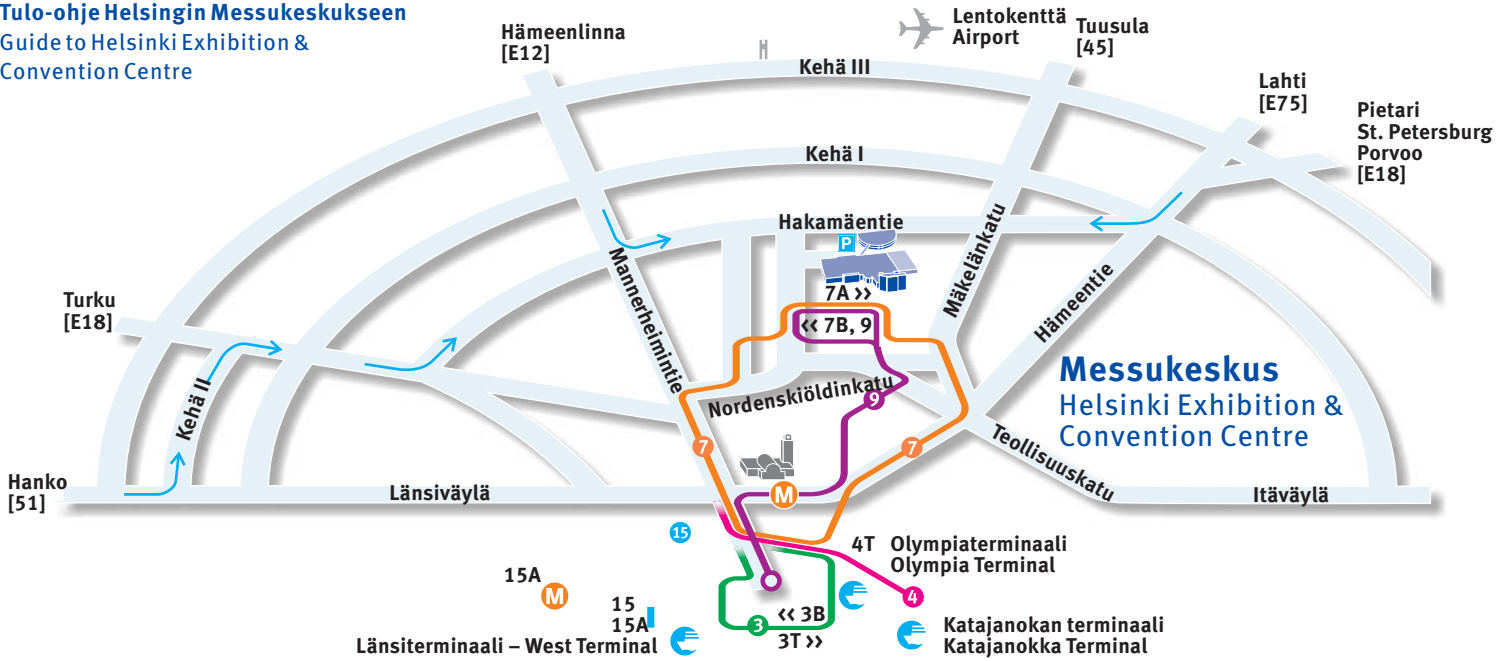 Tulo-ohje Helsingin Messukeskukseen
Guide to Helsinki Exhibition &
Convention Centre
Hämeenlinna
[E12]
Lentokenttä
Airport
Tuusula
[45]
Kehä III
Lahti
[E75]
Pietari
St. Petersburg
Porvoo
[E18]
Kehä I
Hakamäentie
P
Mannerheimintie
Mäkelänkatu
Hämeentie
7A >>
<< 7B, 9
Turku
[E18]
Kehä II
Messukeskus
Helsinki Exhibition &
Convention Centre
Nordenskiöldinkatu
9
7
7
Teollisuuskatu
Hanko
[51]
Länsiväylä
M
Itäväylä
15
4T Olympiaterminaali
Olympia Terminal
15A
M
4
15
15A
<< 3B
3
3T >>
Länsiterminaali – West Terminal
Katajanokan terminaali
Katajanokka Terminal